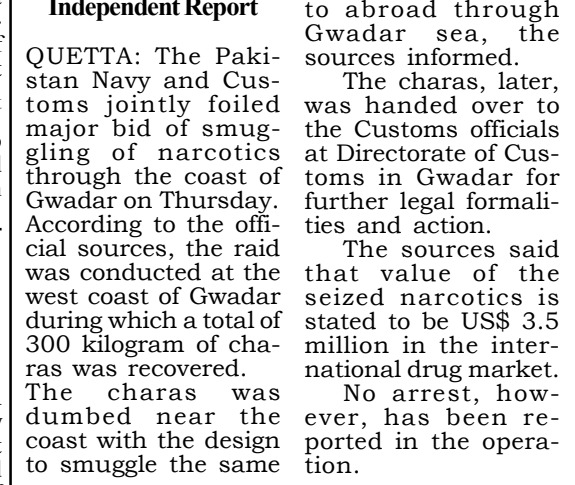 Independent Report
QUETTA: The Paki-
stan Navy and Cus-
toms jointly foiled
major bid of smug-
gling of narcotics
through the coast of
Gwadar on Thursday.
According to the offi-
cial sources, the raid
was conducted at the
west coast of Gwadar
during which a total of
300 kilogram of cha-
ras was recovered.
The charas was
dumbed near the
coast with the design
to smuggle the same
to abroad through
Gwadar sea, the
sources informed.
The charas, later,
was handed over to
the Customs officials
at Directorate of Cus-
toms in Gwadar for
further legal formali-
ties and action.
The sources said
that value of the
seized narcotics is
stated to be US$ 3.5
million in the inter-
national drug market.
No arrest, how-
ever, has been re-
ported in the opera-
tion.